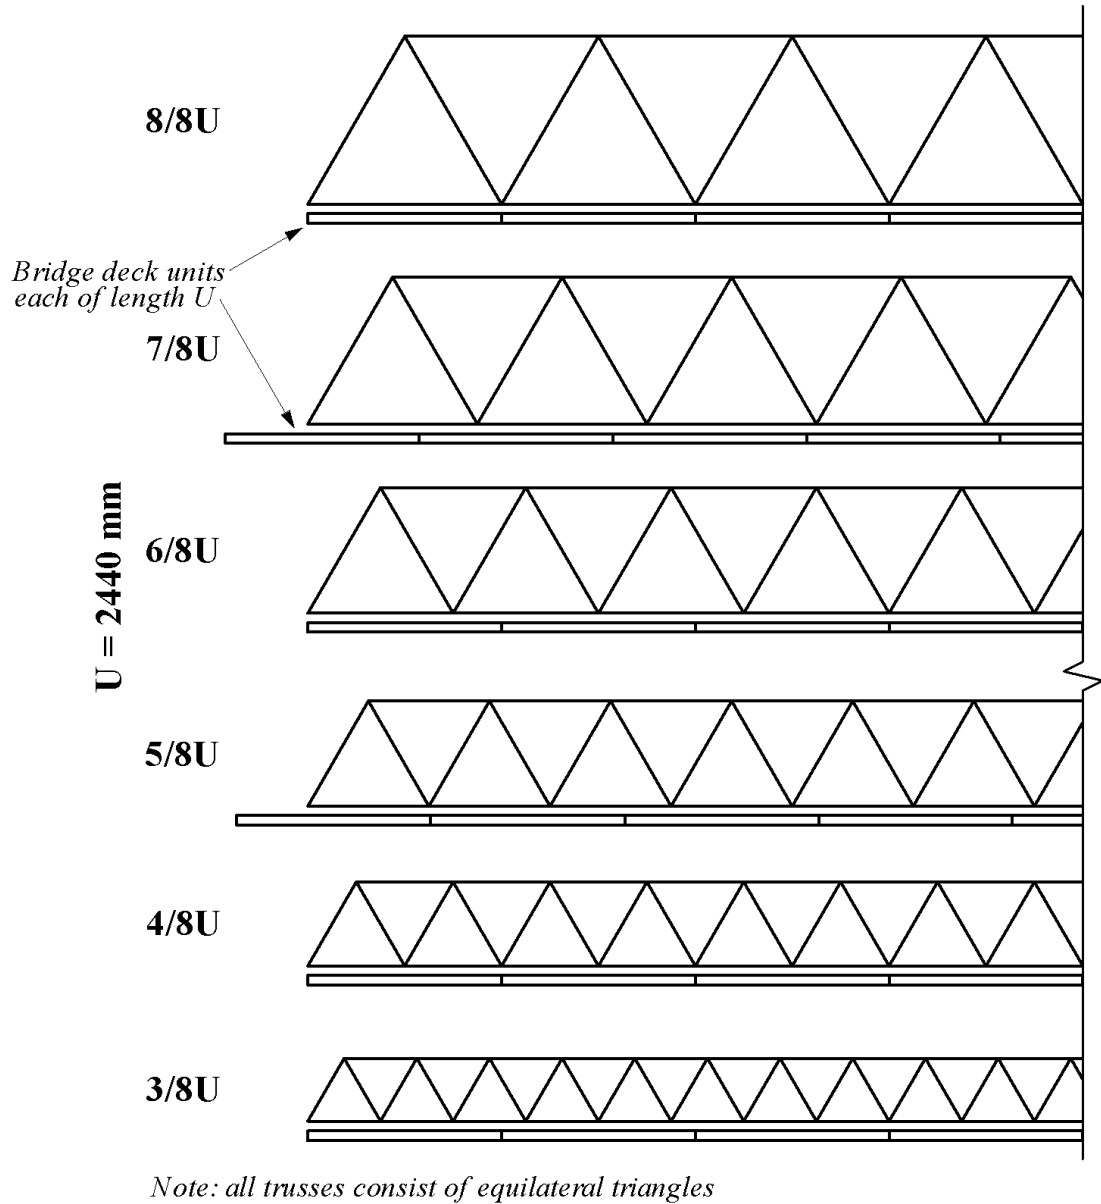 8/8U
Bridge deck units
each of length U
7/8U
U = 2440 mm
6/8U
5/8U
4/8U
3/8U
Note: all trusses consist of equilateral triangles